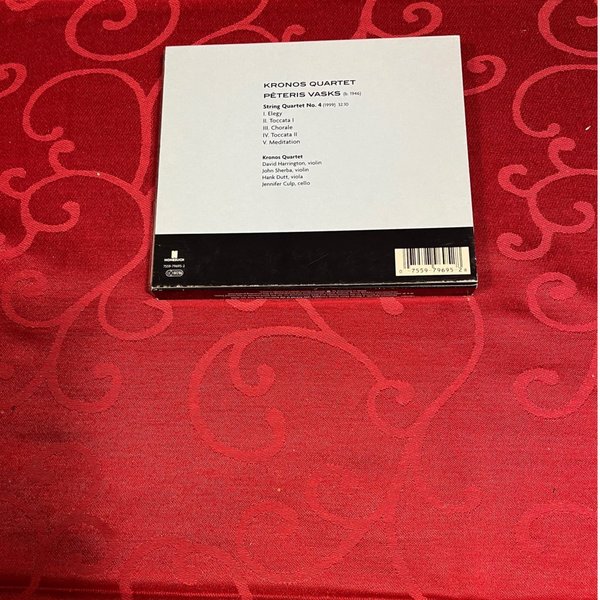 KRONOS QUARTET
PĒTERIS VASKS (b. 1946)
String Quartet No. 4 (1999) 32:10
I. Elegy
II. Toccata I
III. Chorale
IV. Toccata II
V. Meditation
Kronos Quartet
David Harrington, violin
John Sherba, violin
Hank Dutt, viola
Jennifer Culp, cello
NONESUCH
7559-79695-2
0 7559-79695-2